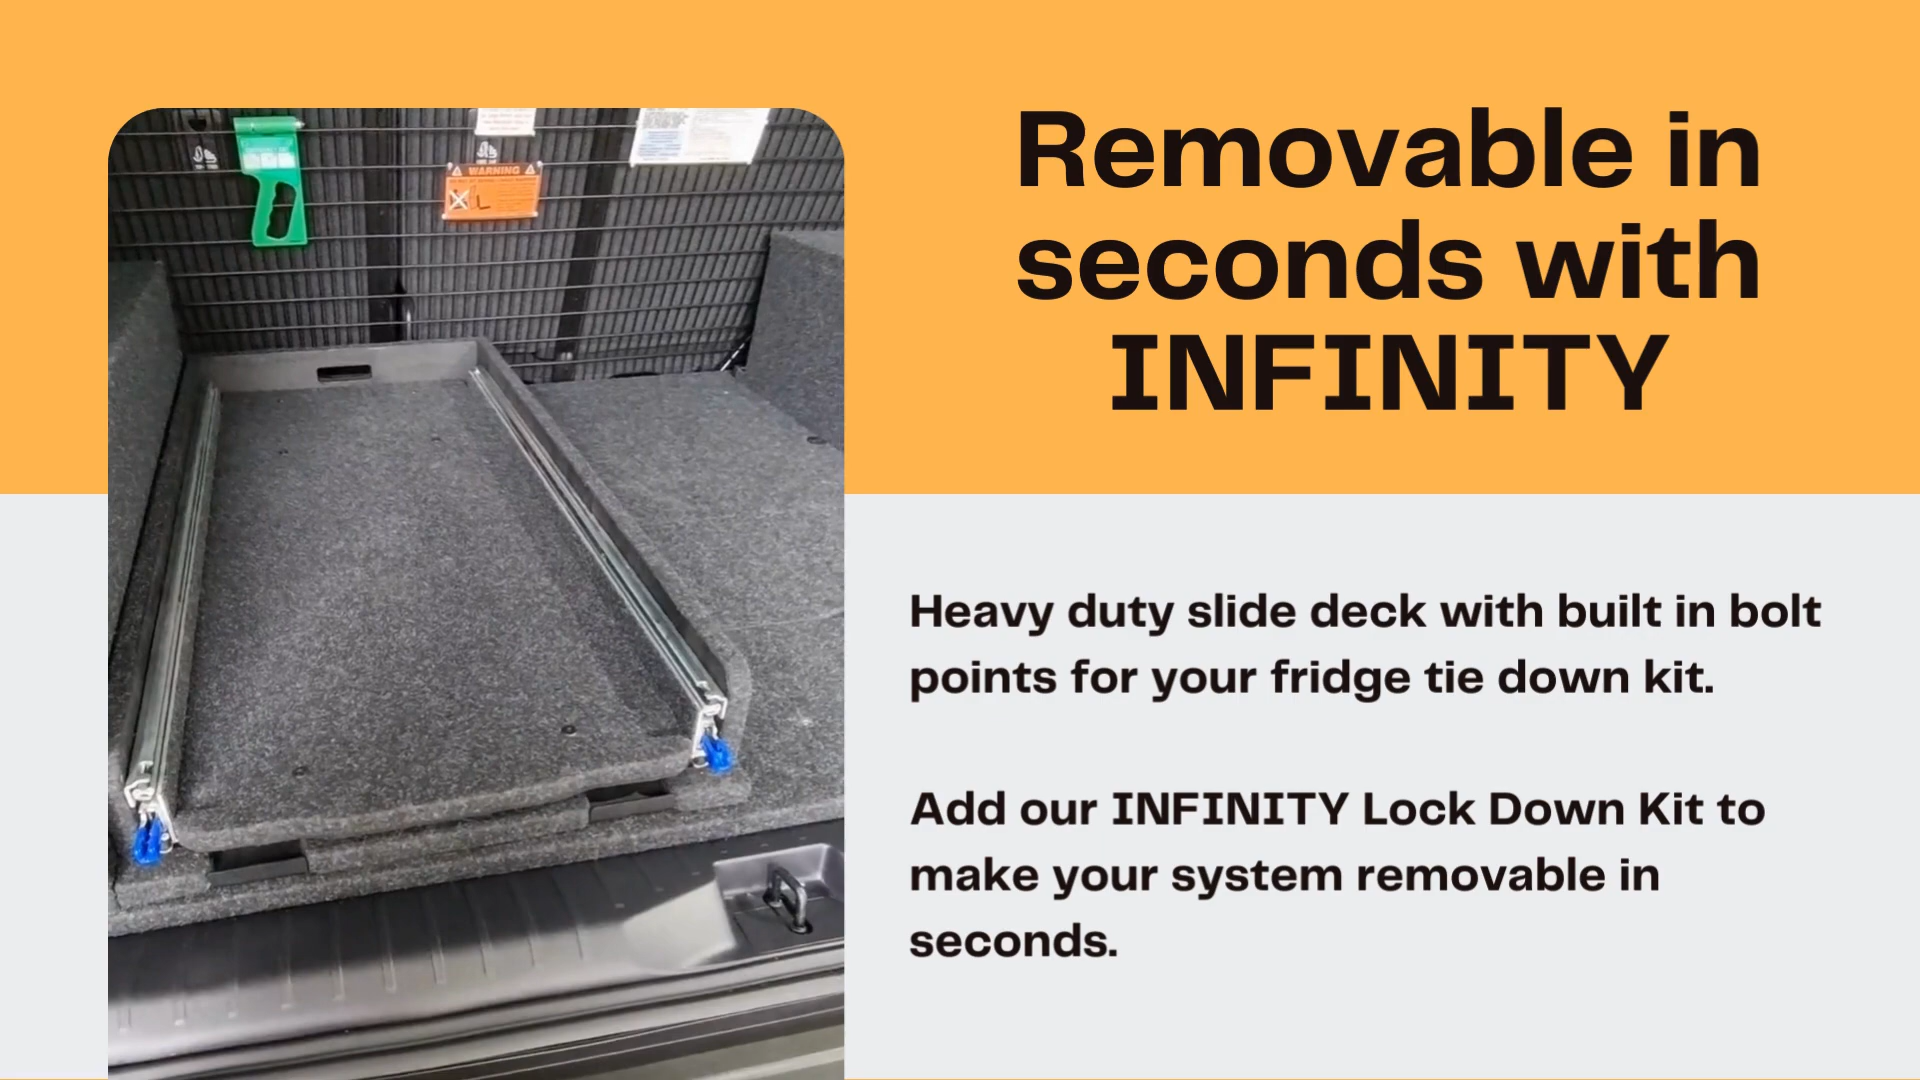 WARNING
Removable in
seconds with
INFINITY
Heavy duty slide deck with built in bolt
points for your fridge tie down kit.
Add our INFINITY Lock Down Kit to
make your system removable in
seconds.